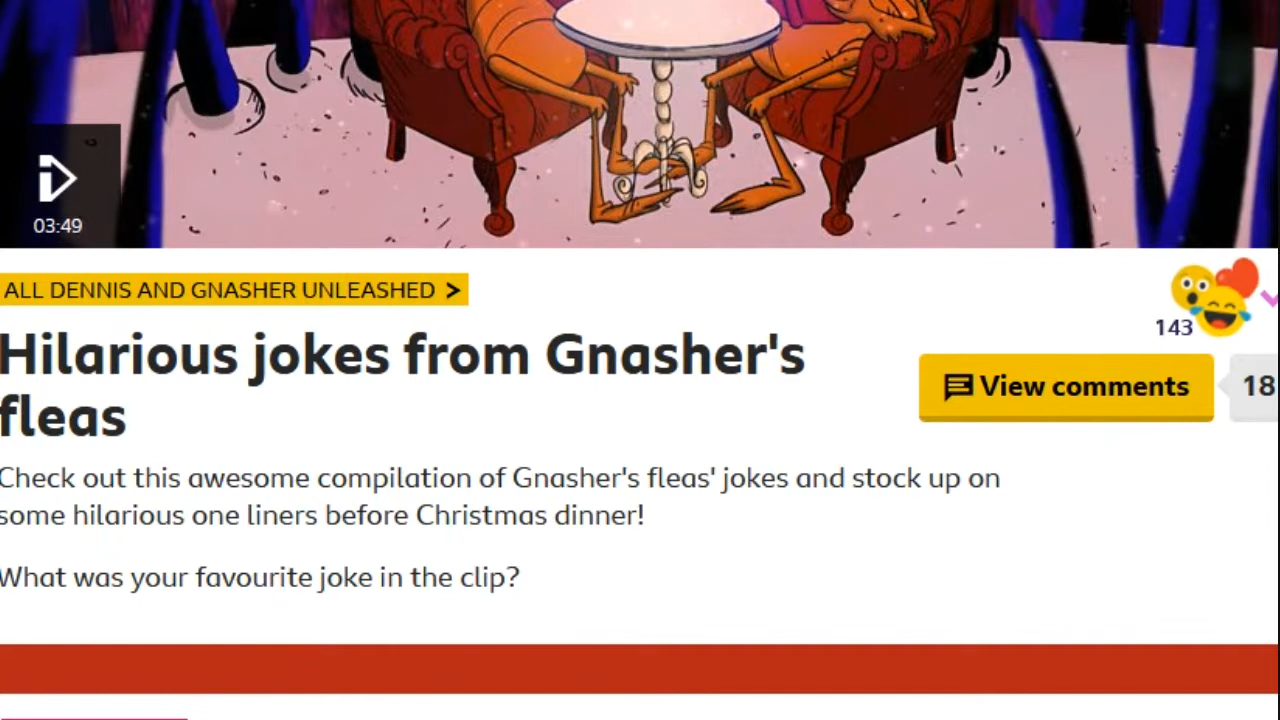 03:49
ALL DENNIS AND GNASHER UNLEASHED >
143
Hilarious jokes from Gnasher's
fleas
View comments
18
Check out this awesome compilation of Gnasher's fleas' jokes and stock up on
some hilarious one liners before Christmas dinner!
What was your favourite joke in the clip?